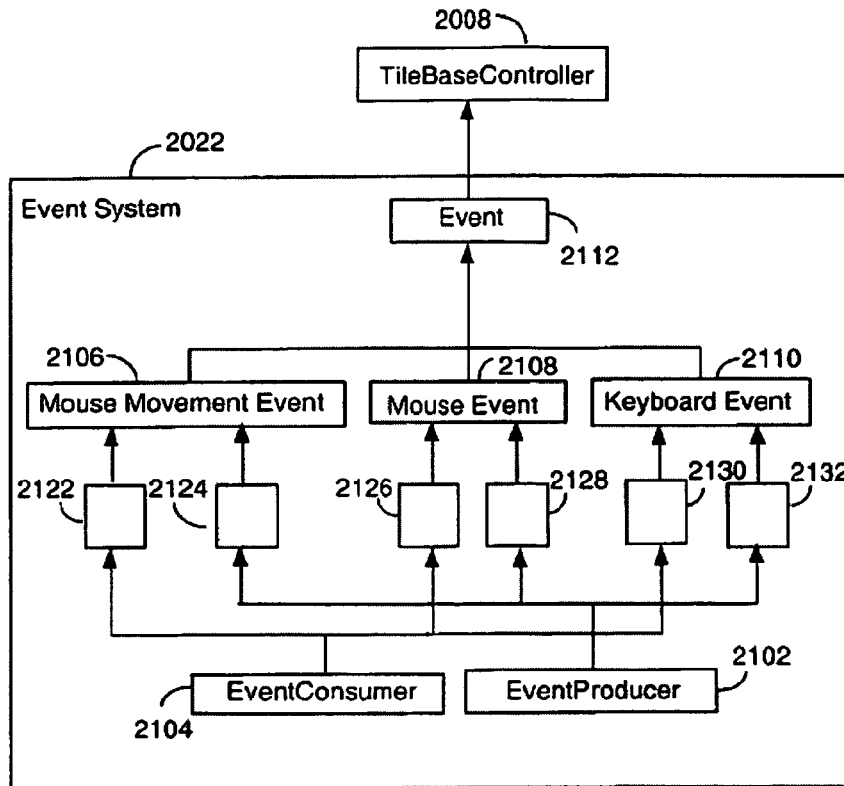 2008
TileBaseController
2022
Event System
Event
2112
2106
2108
2110
Mouse Movement Event
Mouse Event
Keyboard Event
2122
2124
2126
2128
2130
2132
2102
EventConsumer
EventProducer
2104